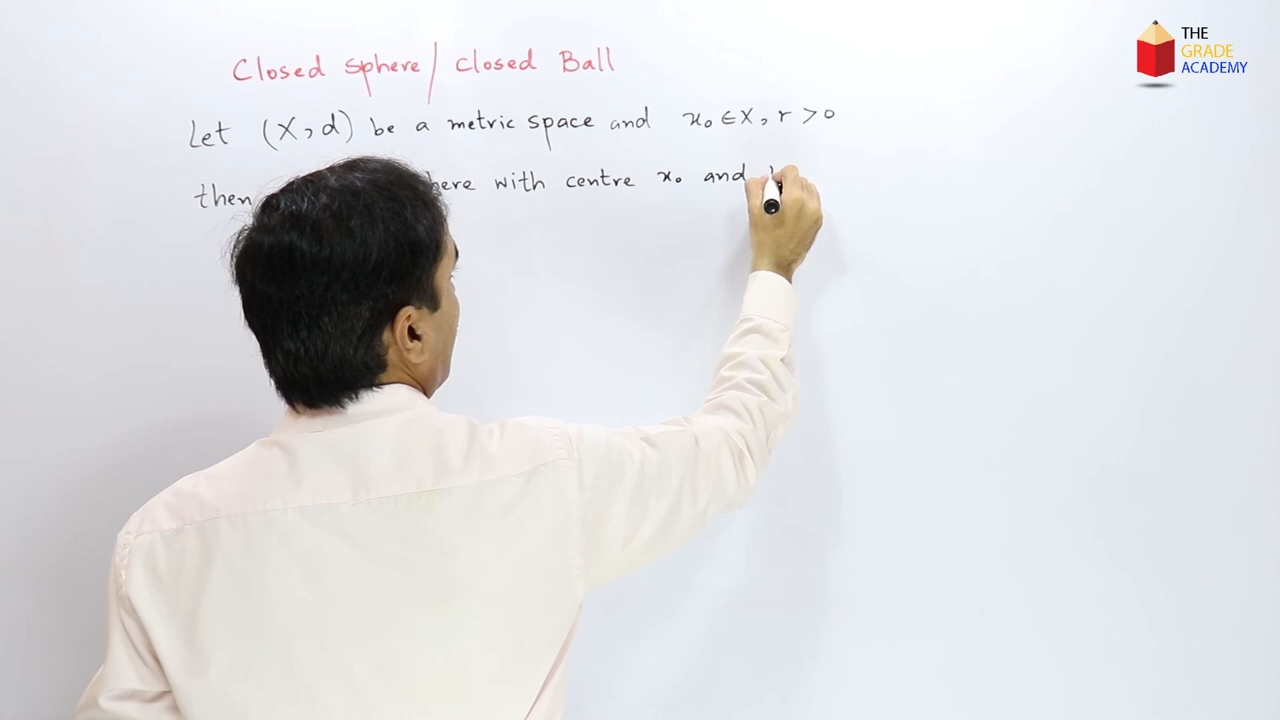 Closed Sphere/ Closed Ball
Let (X, d) be a metric space and x₀ ∈ X, r > 0
then with centre x₀ and
THE
GRADE
ACADEMY